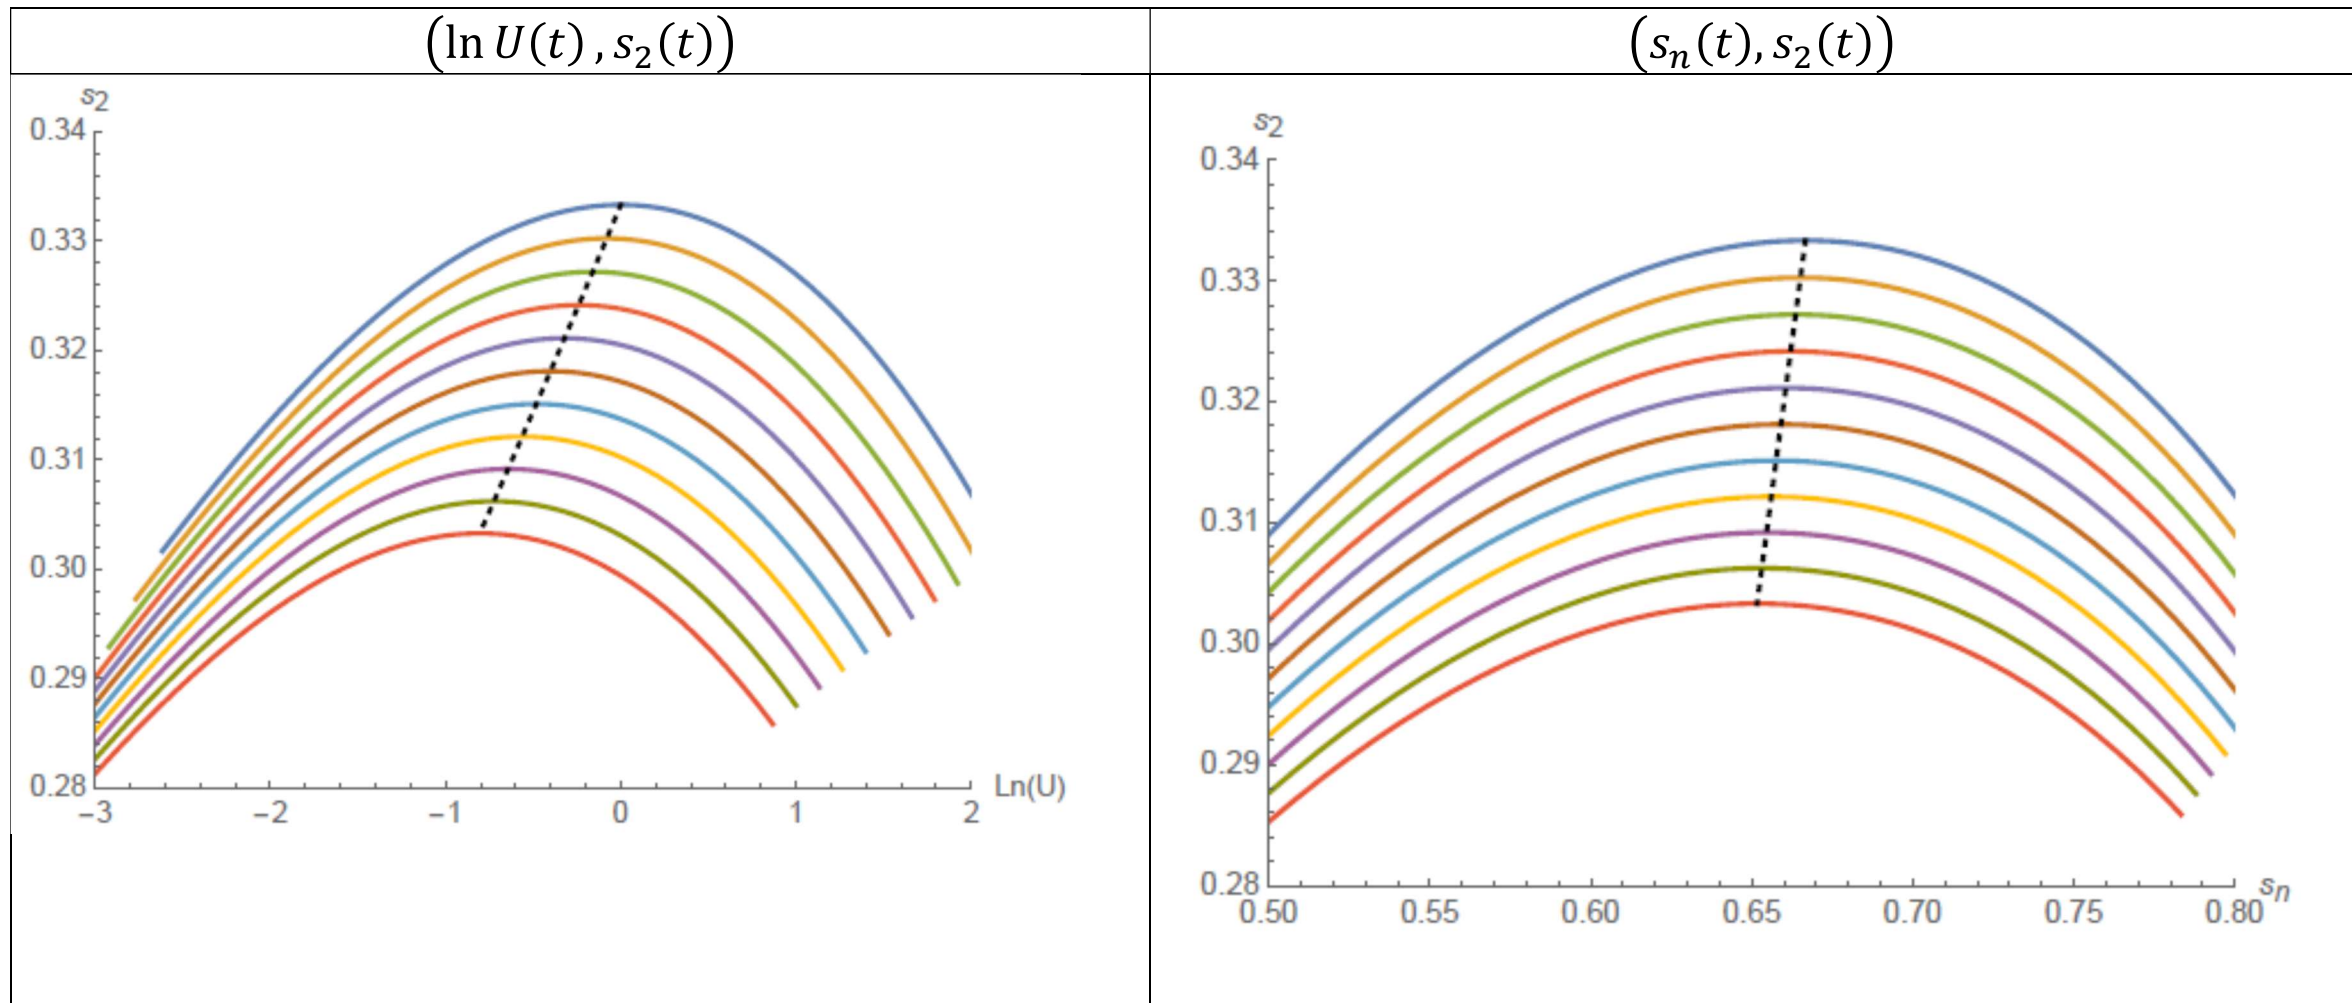 (ln U(t) , s₂(t))
(sₙ(t), s₂(t))
s₂
0.34
0.33
0.32
0.31
0.30
0.29
0.28
−3 −2 −1 0 1 2
Ln(U)
s₂
0.34
0.33
0.32
0.31
0.30
0.29
0.28
0.50 0.55 0.60 0.65 0.70 0.75 0.80
sₙ